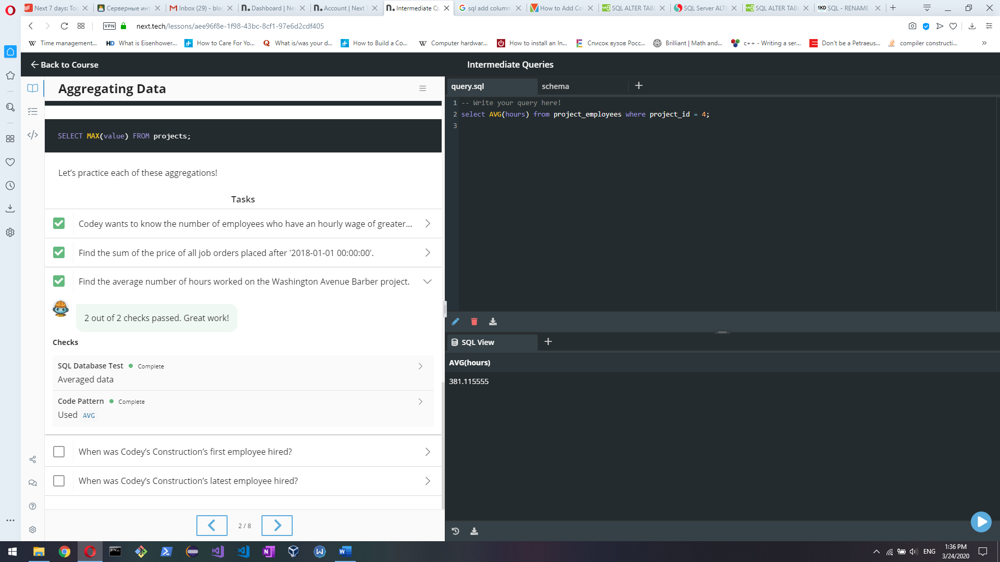 Next 7 days: Too
Серверные инт
Inbox (29) - bla
Dashboard | Ne
Account | Next
Intermediate Q
sql add column
How to Add Co
SQL ALTER TABL
SQL Server ALTE
SQL ALTER TABL
1KD SQL - RENAME
VPN
next.tech/lessons/aee96f8e-1f98-43bc-8cf1-97e6d2cdf405
W Time management...
HD What is Eisenhower...
How to Care For Yo...
What is/was your d...
How to Build a Co...
W Computer hardwar...
How to install an In...
Список вузов Росс...
Brilliant | Math and...
c++ - Writing a ser...
Don't be a Petraeus...
compiler constructi...
Back to Course
Intermediate Queries
Aggregating Data
SELECT MAX(value) FROM projects;
Let's practice each of these aggregations!
Tasks
Codey wants to know the number of employees who have an hourly wage of greater...
Find the sum of the price of all job orders placed after '2018-01-01 00:00:00'.
Find the average number of hours worked on the Washington Avenue Barber project.
2 out of 2 checks passed. Great work!
Checks
SQL Database Test Complete
Averaged data
Code Pattern Complete
Used AVG
When was Codey's Construction's first employee hired?
When was Codey's Construction's latest employee hired?
2 / 8
query.sql
schema
1 -- Write your query here!
2 select AVG(hours) from project_employees where project_id = 4;
3
SQL View
AVG(hours)
381.115555
ENG
1:36 PM
3/24/2020